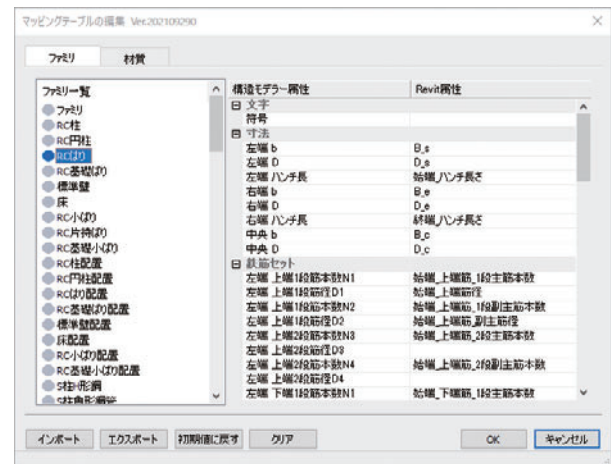 マッピングテーブルの編集 Ver.202109290
ファミリ 材質
ファミリ一覧
ファミリ
RC柱
RC円柱
RCはり
RC基礎はり
標準壁
床
RC小はり
RC片持はり
RC基礎小はり
RC柱配置
RC円柱配置
RCはり配置
RC基礎はり配置
標準壁配置
床配置
RC小はり配置
RC基礎小はり配置
S柱H形鋼
S柱角形鋼管
構造モデラー属性 Revit属性
文字
符号
寸法
左端 b B_s
左端 D D_s
左端 ハンチ長 始端_ハンチ長さ
右端 b B_e
右端 D D_e
右端 ハンチ長 終端_ハンチ長さ
中央 b B_c
中央 D D_c
鉄筋セット
左端 上端1段筋本数N1 始端_上端筋_1段主筋本数
左端 上端1段筋径D1 始端_上端筋径
左端 上端1段筋本数N2 始端_上端筋_1段副主筋本数
左端 上端1段筋径D2 始端_上端筋_副主筋径
左端 上端2段筋本数N3 始端_上端筋_2段主筋本数
左端 上端2段筋径D3
左端 上端2段筋本数N4 始端_上端筋_2段副主筋本数
左端 上端2段筋径D4
左端 下端1段筋本数N1 始端_下端筋_1段主筋本数
インポート エクスポート 初期値に戻す クリア OK キャンセル